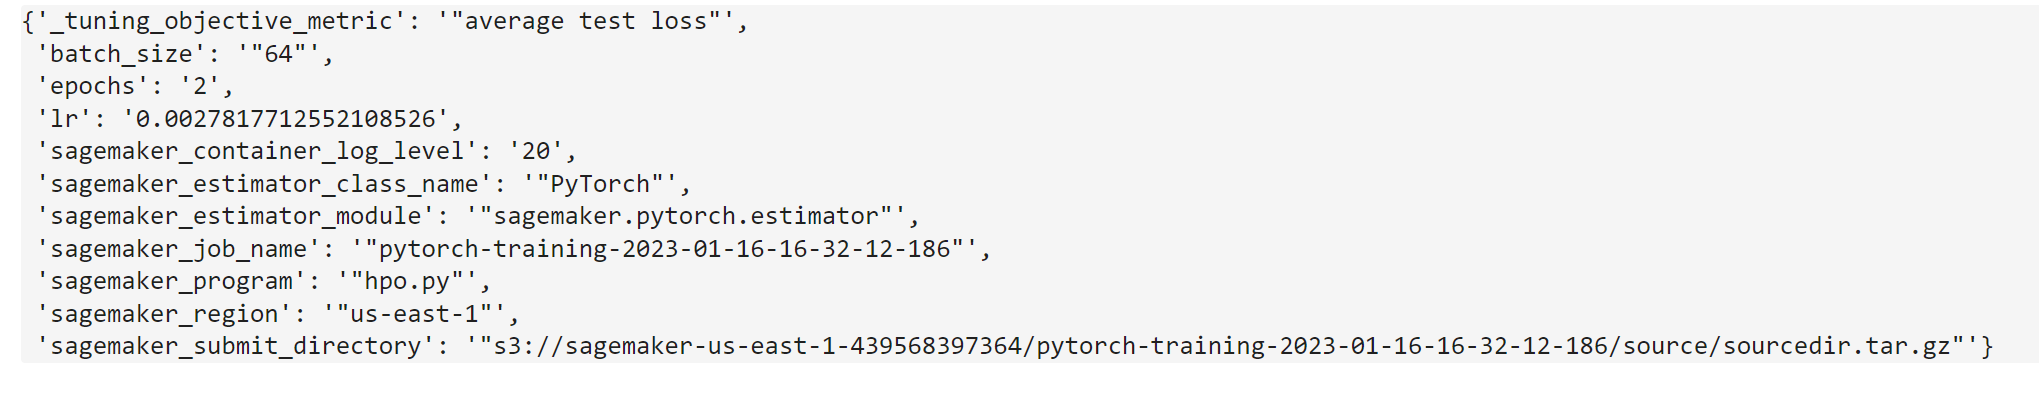 {'_tuning_objective_metric': '"average test loss"',
 'batch_size': '"64"',
 'epochs': '2',
 'lr': '0.0027817712552108526',
 'sagemaker_container_log_level': '20',
 'sagemaker_estimator_class_name': '"PyTorch"',
 'sagemaker_estimator_module': '"sagemaker.pytorch.estimator"',
 'sagemaker_job_name': '"pytorch-training-2023-01-16-16-32-12-186"',
 'sagemaker_program': '"hpo.py"',
 'sagemaker_region': '"us-east-1"',
 'sagemaker_submit_directory': '"s3://sagemaker-us-east-1-439568397364/pytorch-training-2023-01-16-16-32-12-186/source/sourcedir.tar.gz"'}